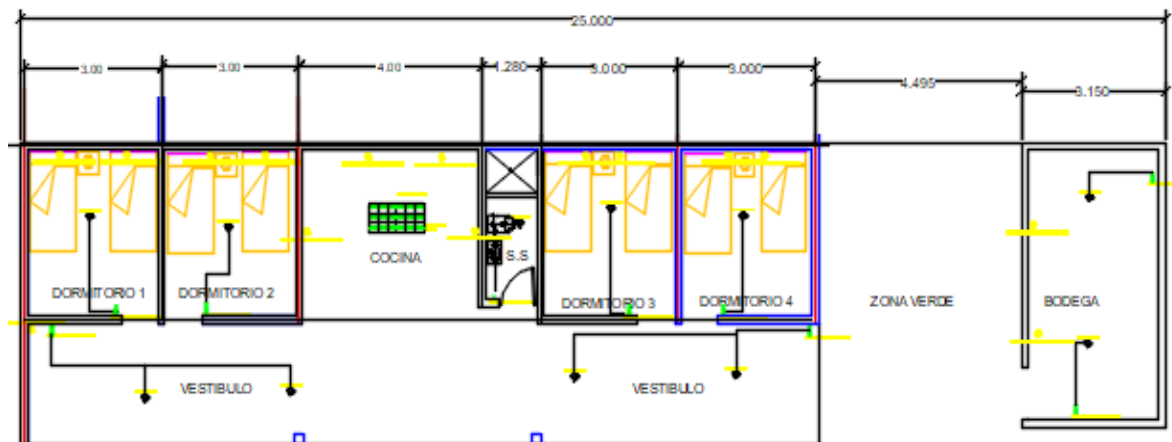 25.000
3.00
3.00
4.00
1.280
3.000
3.000
4.495
3.150
COCINA
S.S
DORMITORIO 1
DORMITORIO 2
DORMITORIO 3
DORMITORIO 4
ZONA VERDE
BODEGA
VESTIBULO
VESTIBULO